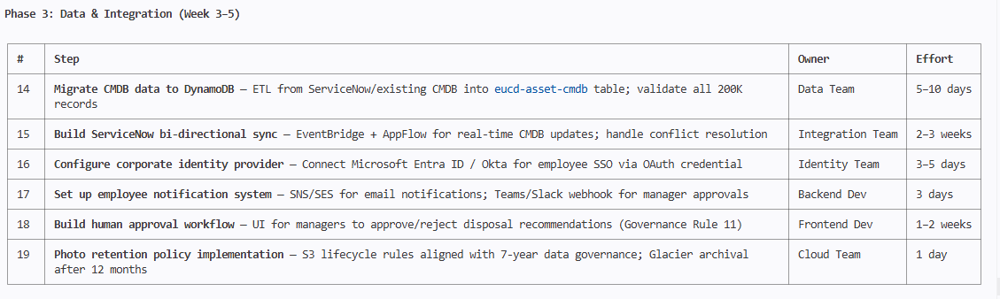 Phase 3: Data & Integration (Week 3–5)
# Step Owner Effort
14 Migrate CMDB data to DynamoDB — ETL from ServiceNow/existing CMDB into eucd-asset-cmdb table; validate all 200K Data Team 5–10 days
records
15 Build ServiceNow bi-directional sync — EventBridge + AppFlow for real-time CMDB updates; handle conflict resolution Integration Team 2–3 weeks
16 Configure corporate identity provider — Connect Microsoft Entra ID / Okta for employee SSO via OAuth credential Identity Team 3–5 days
17 Set up employee notification system — SNS/SES for email notifications; Teams/Slack webhook for manager approvals Backend Dev 3 days
18 Build human approval workflow — UI for managers to approve/reject disposal recommendations (Governance Rule 11) Frontend Dev 1–2 weeks
19 Photo retention policy implementation — S3 lifecycle rules aligned with 7-year data governance; Glacier archival Cloud Team 1 day
after 12 months